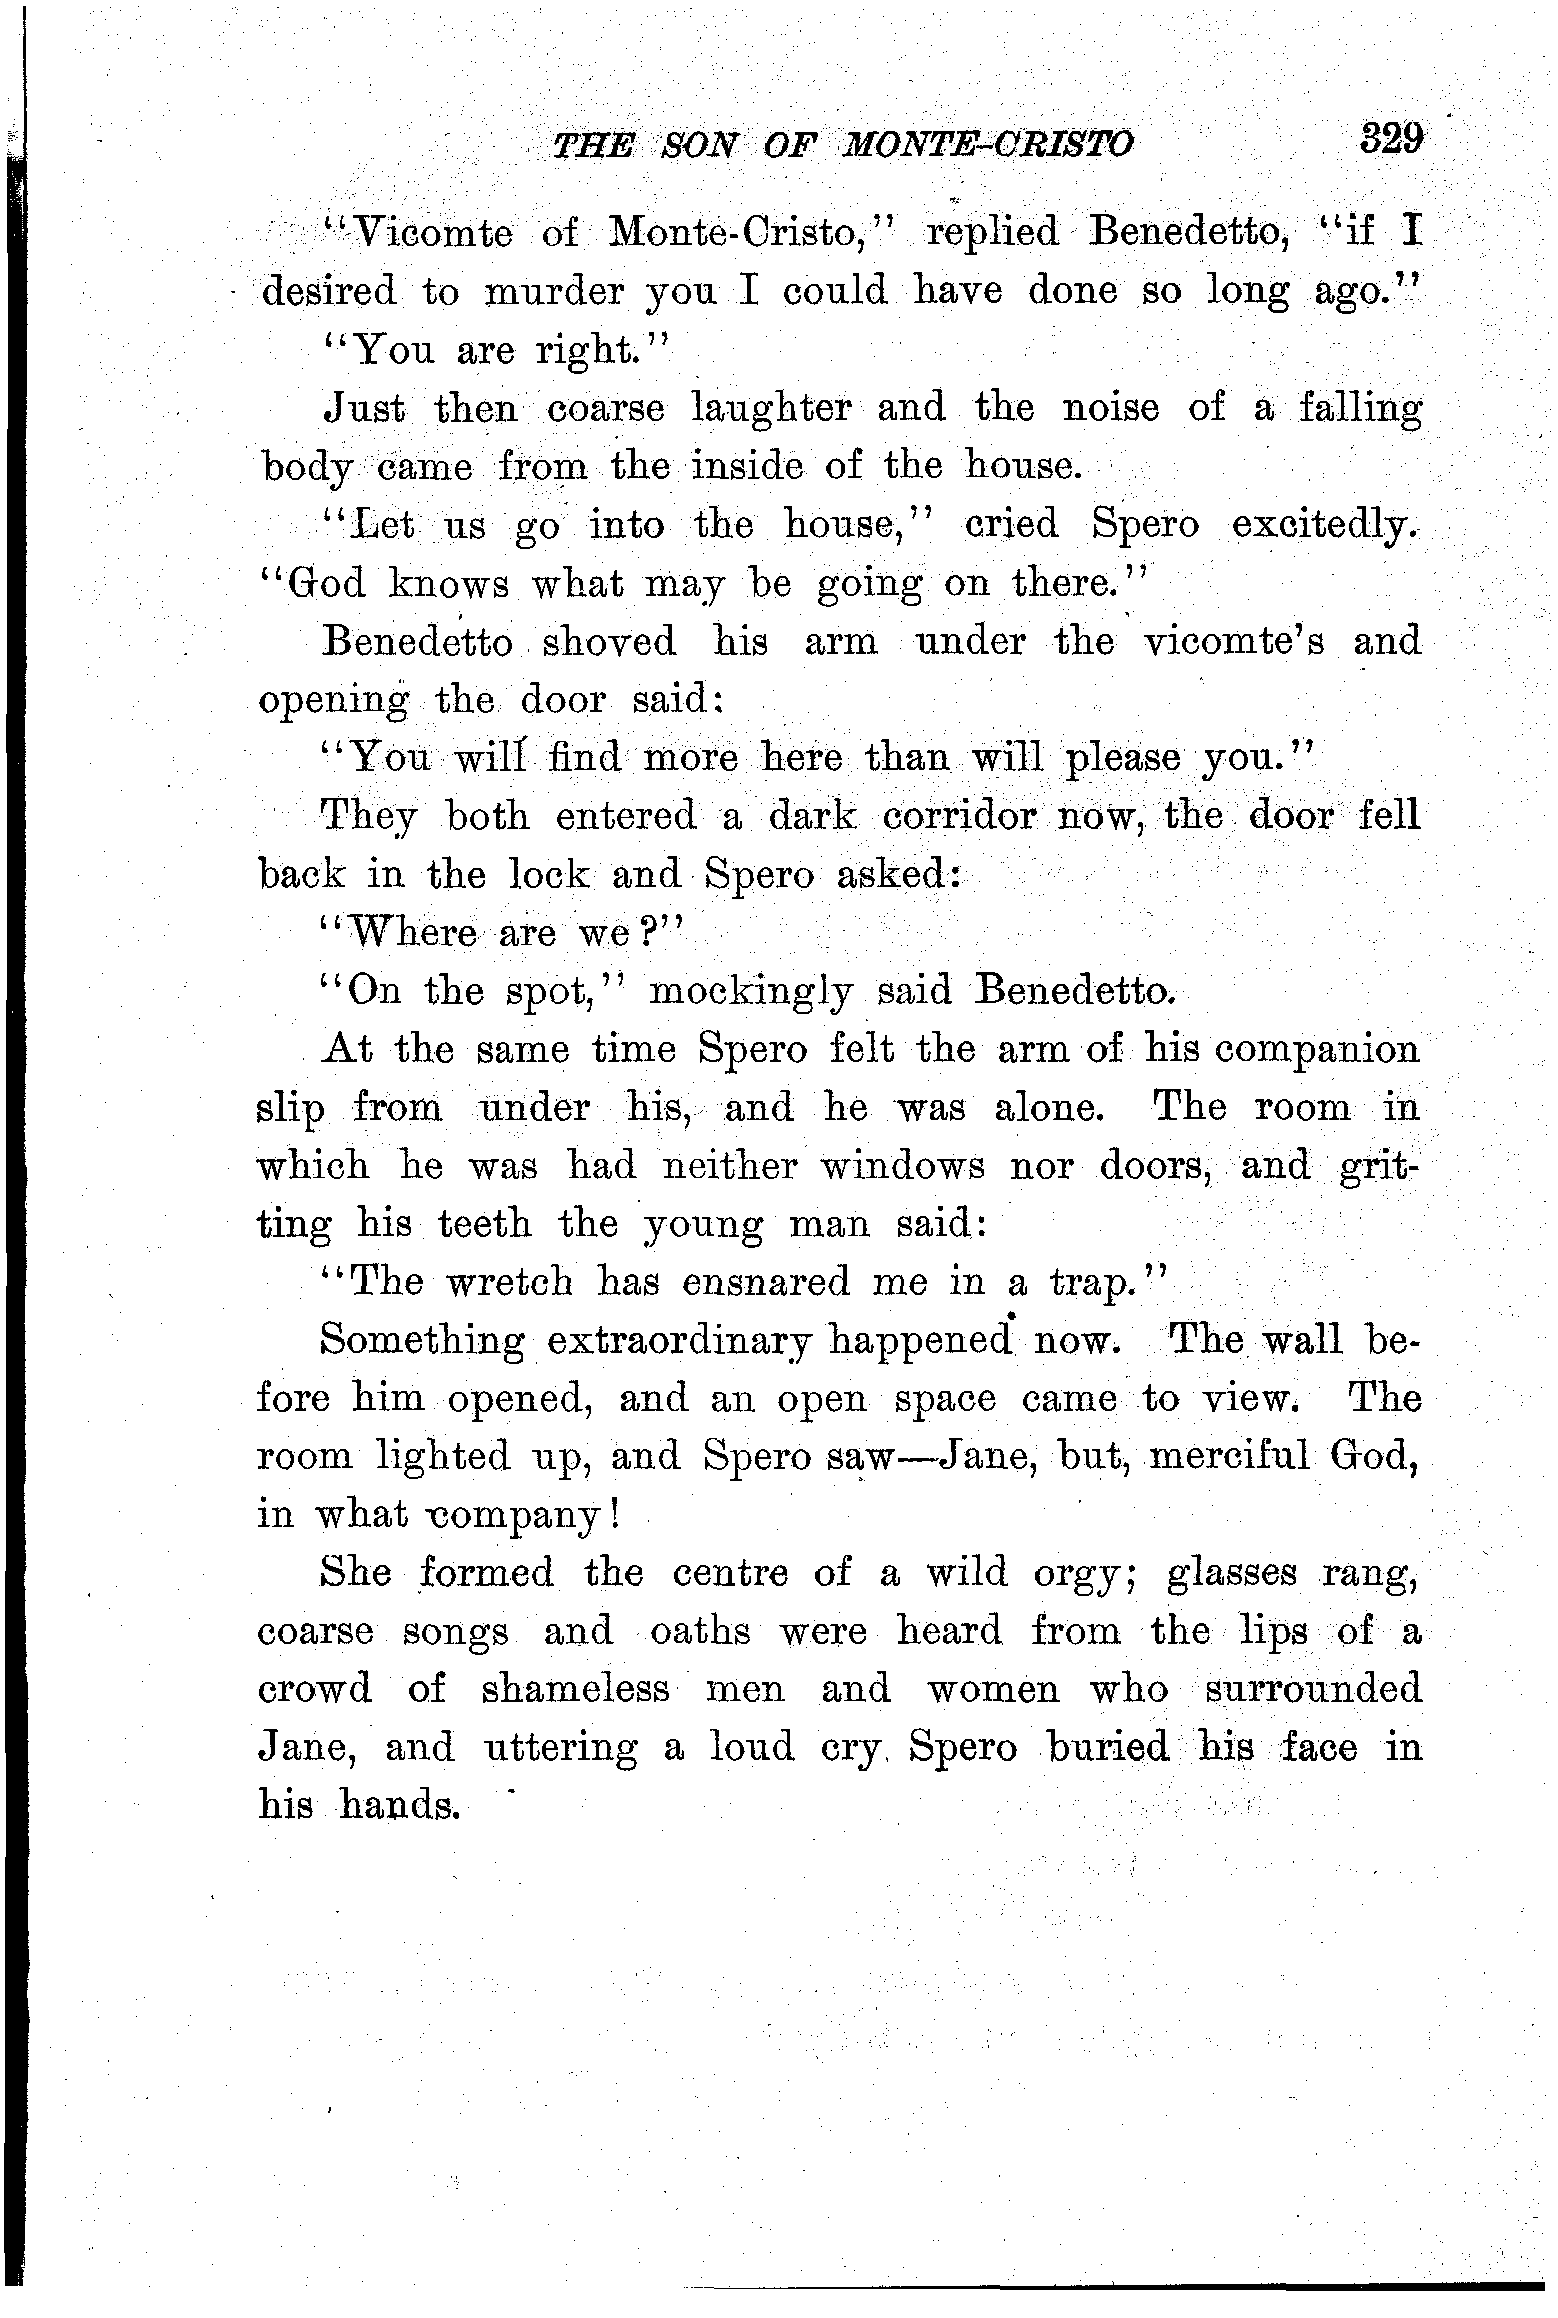 THE SON OF MONTE-CRISTO 329
"Vicomte of Monte-Cristo," replied Benedetto, "if I
desired to murder you I could have done so long ago."
"You are right."
Just then coarse laughter and the noise of a falling
body came from the inside of the house.
"Let us go into the house," cried Spero excitedly.
"God knows what may be going on there."
Benedetto shoved his arm under the vicomte's and
opening the door said:
"You will find more here than will please you."
They both entered a dark corridor now, the door fell
back in the lock and Spero asked:
"Where are we?"
"On the spot," mockingly said Benedetto.
At the same time Spero felt the arm of his companion
slip from under his, and he was alone. The room in
which he was had neither windows nor doors, and grit-
ting his teeth the young man said:
"The wretch has ensnared me in a trap."
Something extraordinary happened now. The wall be-
fore him opened, and an open space came to view. The
room lighted up, and Spero saw—Jane, but, merciful God,
in what company!
She formed the centre of a wild orgy; glasses rang,
coarse songs and oaths were heard from the lips of a
crowd of shameless men and women who surrounded
Jane, and uttering a loud cry, Spero buried his face in
his hands.